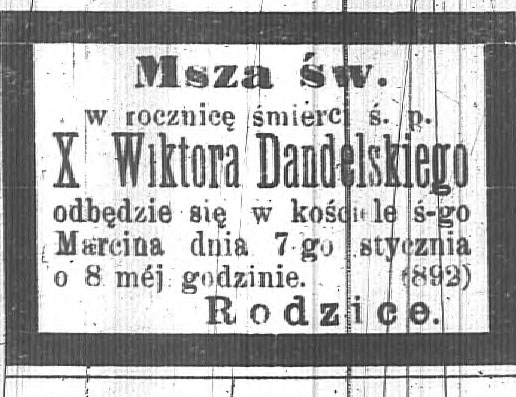 Msza św.
w rocznicę śmierci ś. p.
X Wiktora Dandelskiego
odbędzie się w kościele ś-go
Marcina dnia 7-go stycznia
o 8 méj godzinie. (892)
Rodzice.